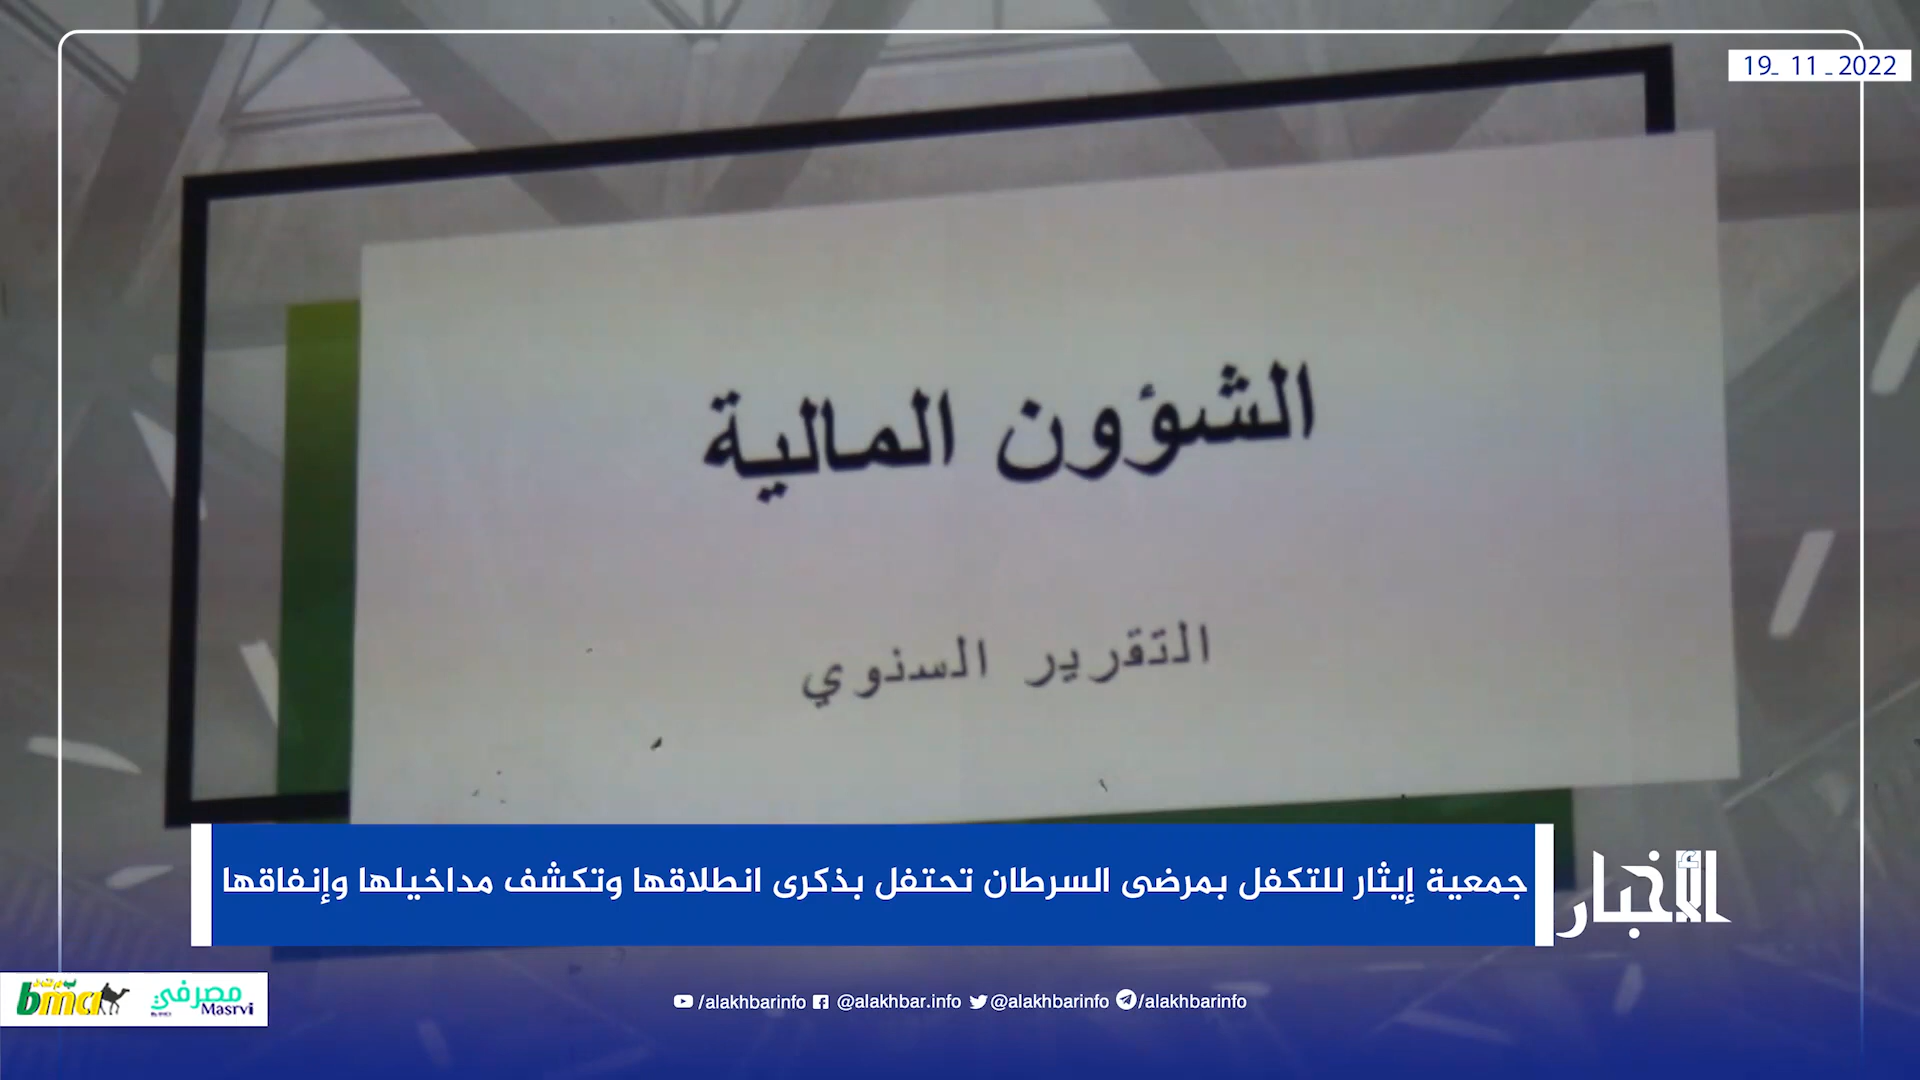 19_ 11 _ 2022
الشؤون المالية
التقرير السنوي
جمعية إيثار للتكفل بمرضى السرطان تحتفل بذكرى انطلاقها وتكشف مداخيلها وإنفاقها
الأخبار
bma
مصرفي
Masrvi
/alakhbarinfo @alakhbar.info @alakhbarinfo /alakhbarinfo